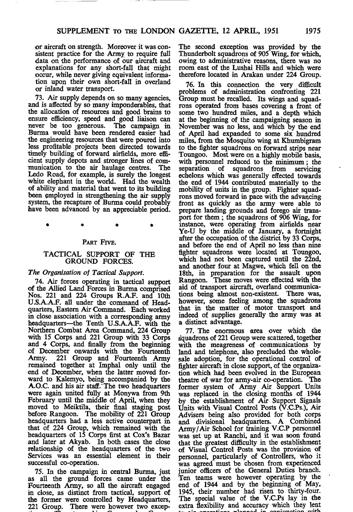 SUPPLEMENT TO THE LONDON GAZETTE, 12 APRIL, 1951 1975
or aircraft on strength. Moreover it was con-
sistent practice for the Army to require full
data on the performance of our aircraft and
explanations for any short-fall that might
occur, while never giving equivalent informa-
tion upon their own short-fall in overland
or inland water transport.
73. Air supply depends on so many agencies,
and is affected by so many imponderables, that
the allocation of resources and good brains to
ensure efficiency, speed and good liaison can
never be too generous. The campaign in
Burma would have been rendered easier had
the engineering resources that were poured into
less profitable projects been directed towards
timely building of forward airfields, more effi-
cient supply depots and stronger lines of com-
munication to the air haulage centres. The
Ledo Road, for example, is surely the longest
white elephant in the world. Had the wealth
of ability and material that went to its building
been employed in strengthening the air supply
system, the recapture of Burma could probably
have been advanced by an appreciable period.
* * * *
PART FIVE.
TACTICAL SUPPORT OF THE
GROUND FORCES.
The Organisation of Tactical Support.
74. Air forces operating in tactical support
of the Allied Land Forces in Burma comprised
Nos. 221 and 224 Groups R.A.F. and 10th
U.S.A.A.F. all under the command of Head-
quarters, Eastern Air Command. Each worked
in close association with a corresponding army
headquarters—the Tenth U.S.A.A.F. with the
Northern Combat Area Command, 224 Group
with 15 Corps and 221 Group with 33 Corps
and 4 Corps, and finally from the beginning
of December onwards with the Fourteenth
Army. 221 Group and Fourteenth Army
remained together at Imphal only until the
end of December, when the latter moved for-
ward to Kalemyo, being accompanied by the
A.O.C. and his air staff. The two headquarters
were again united fully at Monywa from 9th
February until the middle of April, when they
moved to Meiktila, their final staging post
before Rangoon. The mobility of 221 Group
headquarters had a less active counterpart in
that of 224 Group, which remained with the
headquarters of 15 Corps first at Cox's Bazar
and later at Akyab. In both cases the close
relationship of the headquarters of the two
Services was an essential element in their
successful co-operation.
75. In the campaign in central Burma, just
as all the ground forces came under the
Fourteenth Army, so all the aircraft engaged
in close, as distinct from tactical, support of
the former were controlled by Headquarters,
221 Group. There were however two excep-
The second exception was provided by the
Thunderbolt squadrons of 905 Wing, for which,
owing to administrative reasons, there was no
room east of the Lushai Hills and which were
therefore located in Arakan under 224 Group.
76. In this connection the very difficult
problems of administration confronting 221
Group must be recalled. Its wings and squad-
rons operated from bases covering a front of
some two hundred miles, and a depth which
at the beginning of the campaigning season in
November was no less, and which by the end
of April had expanded to some six hundred
miles, from the Mosquito wing at Khumbigram
to the fighter squadrons on forward strips near
Toungoo. Most were on a highly mobile basis,
with personnel reduced to the minimum; the
separation of squadrons from servicing
echelons which was generally effected towards
the end of 1944 contributed materially to the
mobility of units in the group. Fighter squad-
rons moved forward in pace with the advancing
front as quickly as the army were able to
prepare landing grounds and forego air trans-
port for them; the squadrons of 906 Wing, for
instance, were operating from airfields near
Ye-U by the middle of January, a fortnight
after the occupation of the district by 33 Corps,
and before the end of April no less than nine
fighter squadrons were located at Toungoo,
which had not been captured until the 22nd,
and another four at Magwe, which fell on the
18th, in preparation for the assault upon
Rangoon. These moves were effected with the
aid of transport aircraft, overland communica-
tions being almost non-existent. There was,
however, some feeling among the squadrons
that in the matter of motor transport and
indeed of supplies generally the army was at
a distinct advantage.
77. The enormous area over which the
squadrons of 221 Group were scattered, together
with the meagreness of communications by
land and telephone, also precluded the whole-
sale adoption, for the operational control of
fighter aircraft in close support, of the organiza-
tion which had been evolved in the European
theatre of war for army-air co-operation. The
former system of Army Air Support Units
was replaced in the closing months of 1944
by the establishment of Air Support Signals
Units with Visual Control Posts (V.C.Ps.), Air
Advisers being also provided for both corps
and divisional headquarters. A Combined
Army/Air School for training V.C.P. personnel
was set up at Ranchi, and it was soon found
that the greatest difficulty in the establishment
of Visual Control Posts was the provision of
personnel, particularly of Controllers, who it
was agreed must be chosen from experienced
junior officers of the General Duties branch.
Ten teams were however operating by the
end of 1944 and by the beginning of May,
1945, their number had risen to thirty-four.
The special value of the V.C.Ps lay in the
extra flexibility and accuracy which they lent